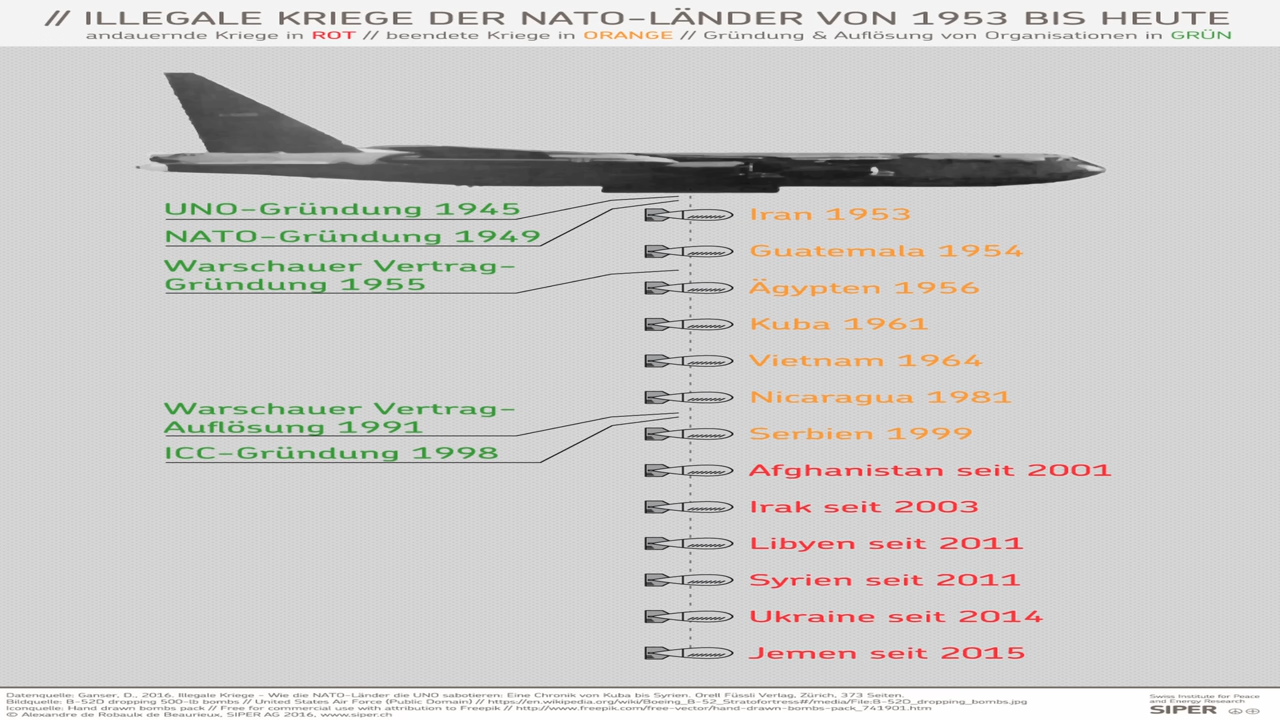 // ILLEGALE KRIEGE DER NATO-LÄNDER VON 1953 BIS HEUTE
andauernde Kriege in ROT // beendete Kriege in ORANGE // Gründung & Auflösung von Organisationen in GRÜN
UNO-Gründung 1945
NATO-Gründung 1949
Warschauer Vertrag-
Gründung 1955
Warschauer Vertrag-
Auflösung 1991
ICC-Gründung 1998
Iran 1953
Guatemala 1954
Ägypten 1956
Kuba 1961
Vietnam 1964
Nicaragua 1981
Serbien 1999
Afghanistan seit 2001
Irak seit 2003
Libyen seit 2011
Syrien seit 2011
Ukraine seit 2014
Jemen seit 2015
Datenquelle: Ganser, D., 2016. Illegale Kriege - Wie die NATO-Länder die UNO sabotieren: Eine Chronik von Kuba bis Syrien. Orell Füssli Verlag, Zürich, 373 Seiten.
Bildquelle: B-52D dropping 500-lb bombs // United States Air Force (Public Domain) // https://en.wikipedia.org/wiki/Boeing_B-52_Stratofortress#/media/File:B-52D_dropping_bombs.jpg
Iconquelle: Hand drawn bombs pack // Free for commercial use with attribution to Freepik // http://www.freepik.com/free-vector/hand-drawn-bombs-pack_741901.htm
© Alexandre de Robaulx de Beaurieux, SIPER AG 2016, www.siper.ch
Swiss Institute for Peace
and Energy Research
SIPER